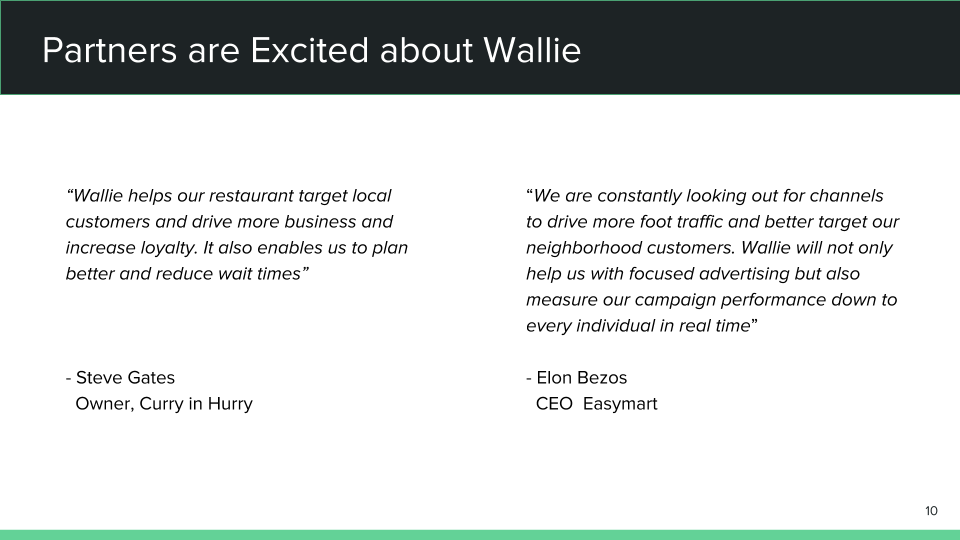 Partners are Excited about Wallie
“Wallie helps our restaurant target local
customers and drive more business and
increase loyalty. It also enables us to plan
better and reduce wait times”
- Steve Gates
Owner, Curry in Hurry
“We are constantly looking out for channels
to drive more foot traffic and better target our
neighborhood customers. Wallie will not only
help us with focused advertising but also
measure our campaign performance down to
every individual in real time”
- Elon Bezos
CEO  Easymart
10